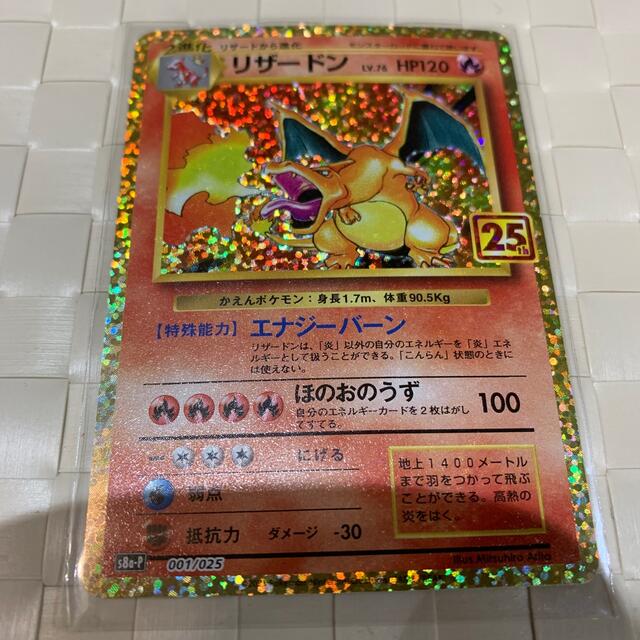 2進化 リザードから進化
リザードン LV.76 HP120
25th
かえんポケモン：身長1.7m、体重90.5Kg
【特殊能力】エナジーバーン
リザードンは、「炎」以外の自分のエネルギーを「炎」エネ
ルギーとして扱うことができる。「こんらん」状態のときに
は使えない。
ほのおのうず 100
自分のエネルギーカードを2枚はがし
てすてる。
にげる
弱点
抵抗力 ダメージ -30
地上1400メートル
まで羽をつかって飛ぶ
ことができる。高熱の
炎をはく。
Illus Mitsuhiro Arita
s8a-P 001/025